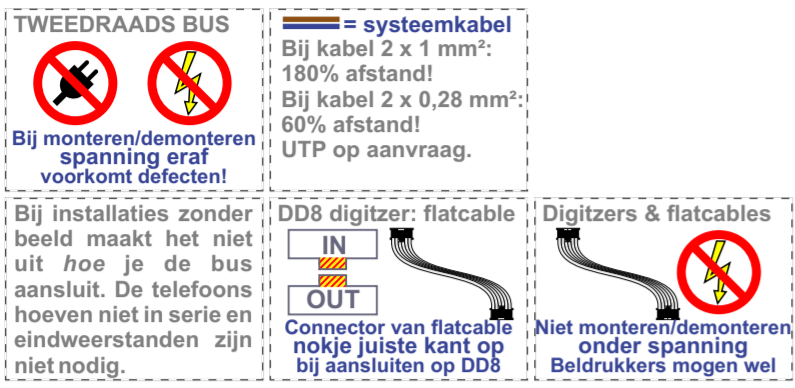 TWEEDRAADS BUS
Bij monteren/demonteren
spanning eraf
voorkomt defecten!
= systeemkabel
Bij kabel 2 x 1 mm²:
180% afstand!
Bij kabel 2 x 0,28 mm²:
60% afstand!
UTP op aanvraag.
Bij installaties zonder
beeld maakt het niet
uit hoe je de bus
aansluit. De telefoons
hoeven niet in serie en
eindweerstanden zijn
niet nodig.
DD8 digitzer: flatcable
IN
OUT
Connector van flatcable
nokje juiste kant op
bij aansluiten op DD8
Digitzers & flatcables
Niet monteren/demonteren
onder spanning
Beldrukkers mogen wel